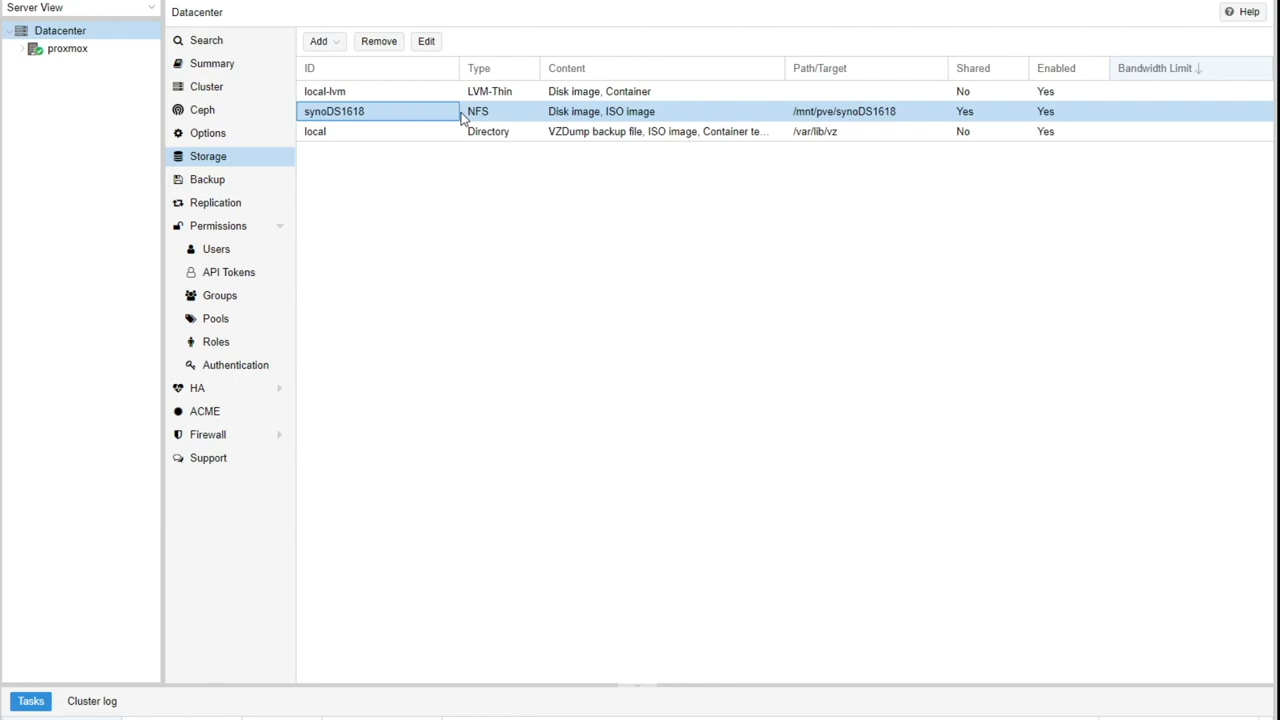 Server View
Datacenter
Help
Datacenter
proxmox
Search
Summary
Cluster
Ceph
Options
Storage
Backup
Replication
Permissions
Users
API Tokens
Groups
Pools
Roles
Authentication
HA
ACME
Firewall
Support
Add Remove Edit
ID Type Content Path/Target Shared Enabled Bandwidth Limit
local-lvm LVM-Thin Disk image, Container No Yes
synoDS1618 NFS Disk image, ISO image /mnt/pve/synoDS1618 Yes Yes
local Directory VZDump backup file, ISO image, Container te... /var/lib/vz No Yes
Tasks Cluster log